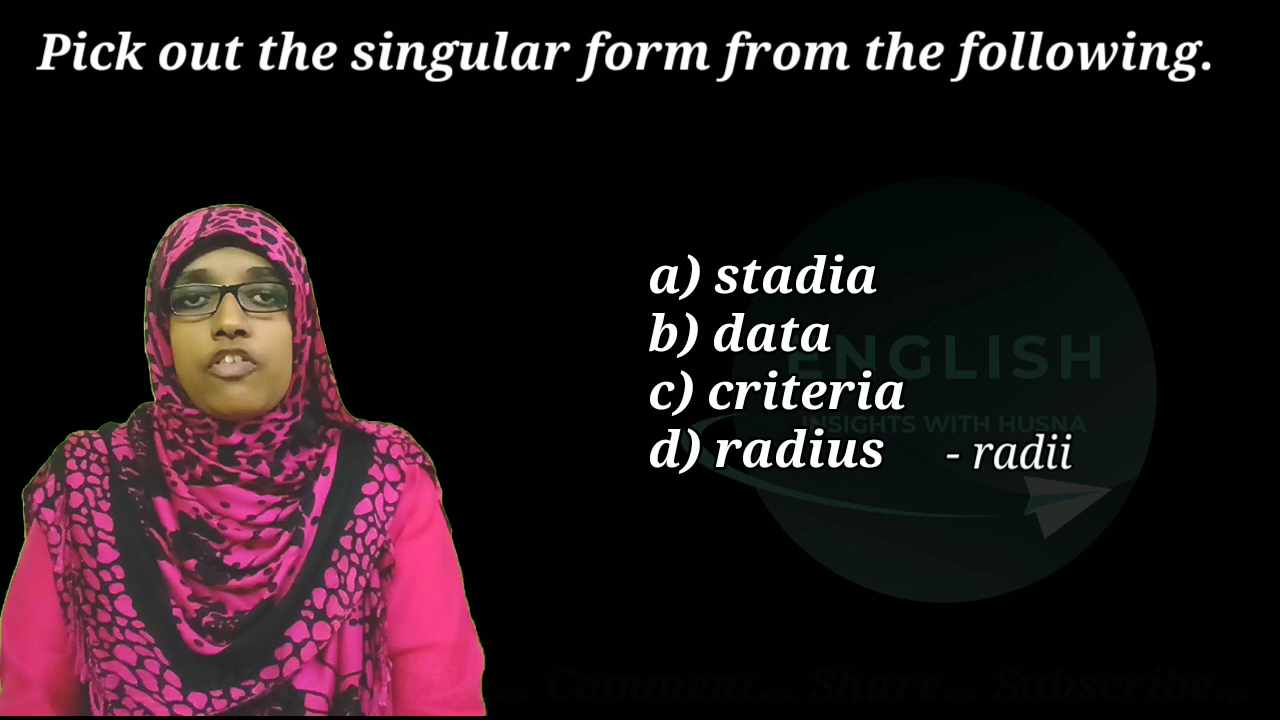 Pick out the singular form from the following.
a) stadia
b) data
ENGLISH
c) criteria
INSIGHTS WITH HUSNA
d) radius - radii
... Comment... Share... Subscribe...